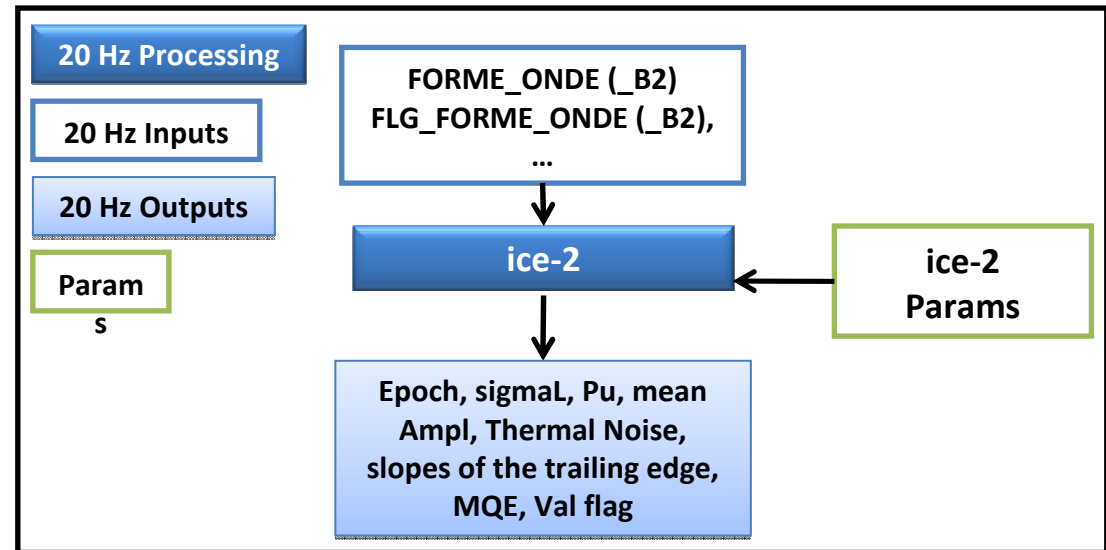 20 Hz Processing
20 Hz Inputs
20 Hz Outputs
Param
s
FORME_ONDE (_B2)
FLG_FORME_ONDE (_B2),
…
ice-2
ice-2
Params
Epoch, sigmaL, Pu, mean
Ampl, Thermal Noise,
slopes of the trailing edge,
MQE, Val flag